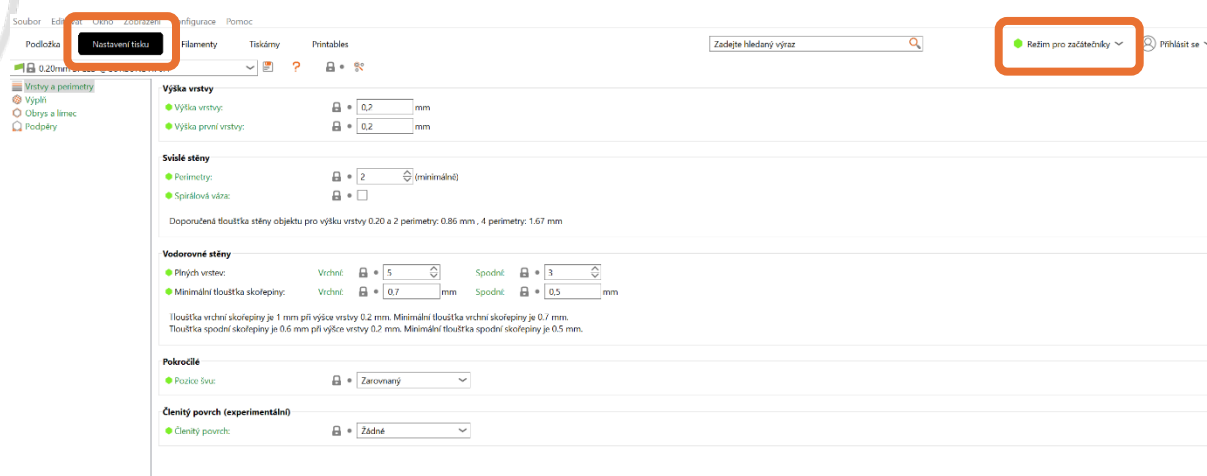 Soubor Editovat Okno Zobrazení Konfigurace Pomoc
Podložka Nastavení tisku Filamenty Tiskárny Printables Zadejte hledaný výraz Režim pro začátečníky Přihlásit se
0.20mm
Vrstvy a perimetry
Výplň
Obrys a límec
Podpěry
Výška vrstvy
Výška vrstvy: 0,2 mm
Výška první vrstvy: 0,2 mm
Svislé stěny
Perimetry: 2 (minimálně)
Spirálová váza:
Doporučená tloušťka stěny objektu pro výšku vrstvy 0.20 a 2 perimetry: 0.86 mm , 4 perimetry: 1.67 mm
Vodorovné stěny
Plných vrstev: Vrchní: 5 Spodní: 3
Minimální tloušťka skořepiny: Vrchní: 0,7 mm Spodní: 0,5 mm
Tloušťka vrchní skořepiny je 1 mm při výšce vrstvy 0.2 mm. Minimální tloušťka vrchní skořepiny je 0.7 mm.
Tloušťka spodní skořepiny je 0.6 mm při výšce vrstvy 0.2 mm. Minimální tloušťka spodní skořepiny je 0.5 mm.
Pokročilé
Pozice švu: Zarovnaný
Členitý povrch (experimentální)
Členitý povrch: Žádné